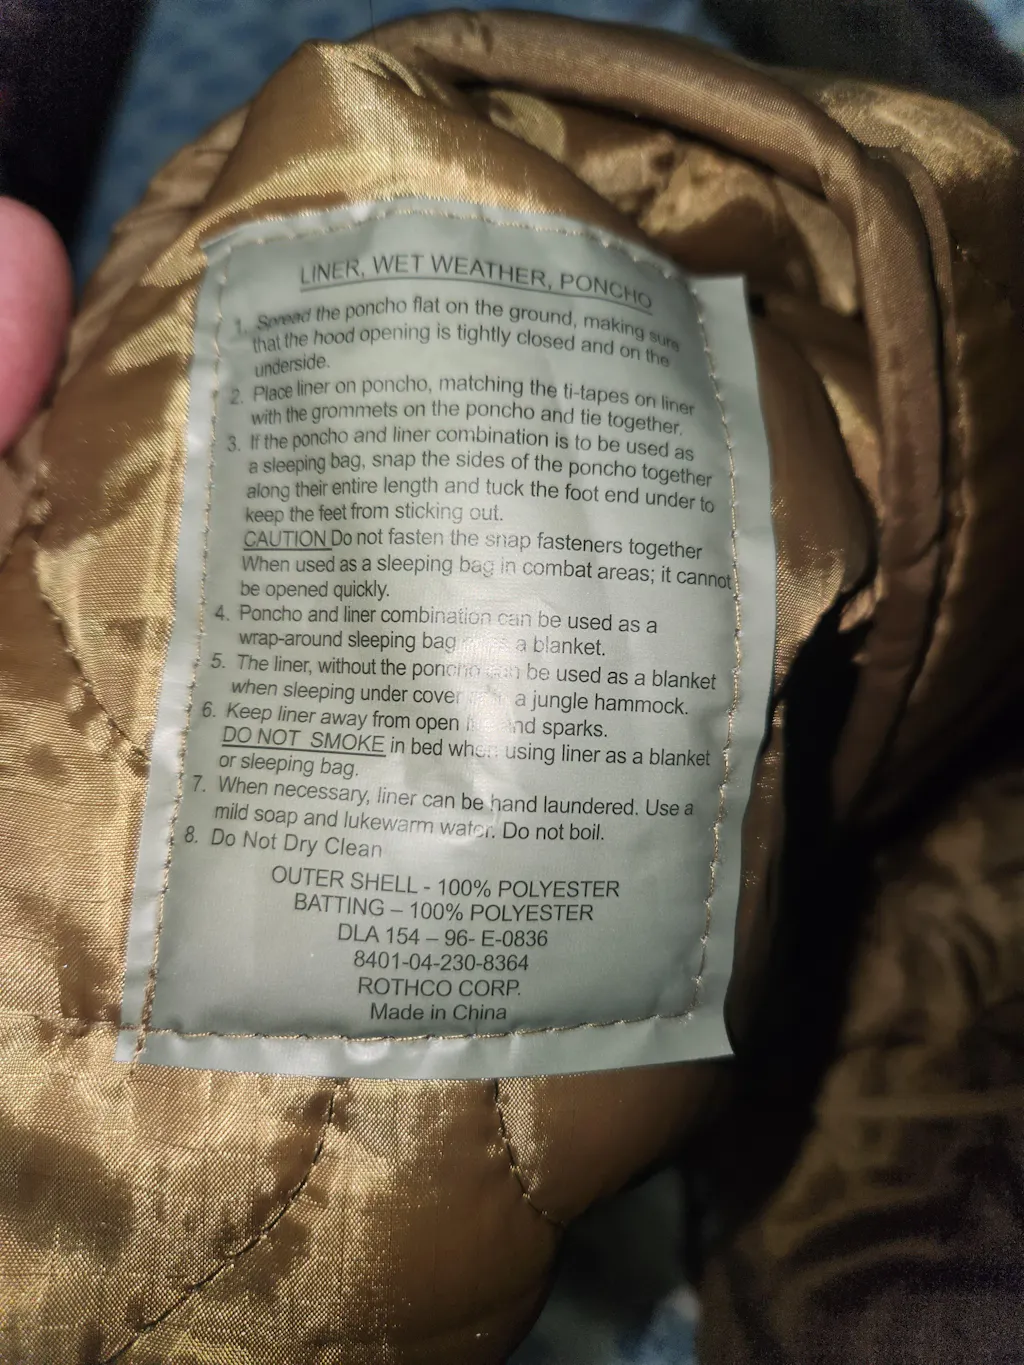 LINER, WET WEATHER, PONCHO
1. Spread the poncho flat on the ground, making sure
that the hood opening is tightly closed and on the
underside.
2. Place liner on poncho, matching the ti-tapes on liner
with the grommets on the poncho and tie together.
3. If the poncho and liner combination is to be used as
a sleeping bag, snap the sides of the poncho together
along their entire length and tuck the foot end under to
keep the feet from sticking out.
CAUTION Do not fasten the snap fasteners together
When used as a sleeping bag in combat areas; it cannot
be opened quickly.
4. Poncho and liner combination can be used as a
wrap-around sleeping bag a blanket.
5. The liner, without the poncho can be used as a blanket
when sleeping under cover a jungle hammock.
6. Keep liner away from open and sparks.
DO NOT SMOKE in bed when using liner as a blanket
or sleeping bag.
7. When necessary, liner can be hand laundered. Use a
mild soap and lukewarm water. Do not boil.
8. Do Not Dry Clean
OUTER SHELL - 100% POLYESTER
BATTING – 100% POLYESTER
DLA 154 – 96- E-0836
8401-04-230-8364
ROTHCO CORP.
Made in China